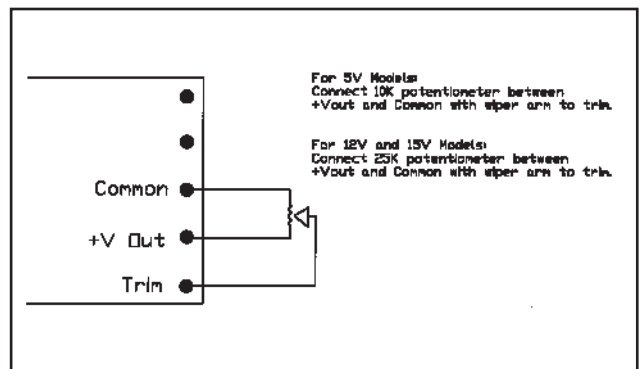 For 5V Models:
Connect 10K potentiometer between
+Vout and Common with wiper arm to trim.
For 12V and 15V Models:
Connect 25K potentiometer between
+Vout and Common with wiper arm to trim.
Common
+V Out
Trim